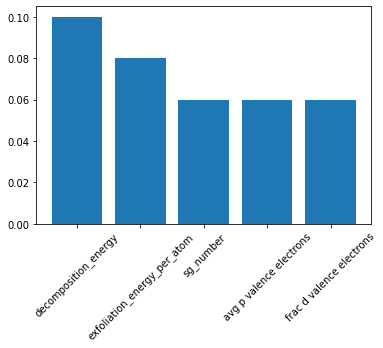 0.10
0.08
0.06
0.04
0.02
0.00
decomposition_energy
exfoliation_energy_per_atom
sg_number
avg p valence electrons
frac d valence electrons